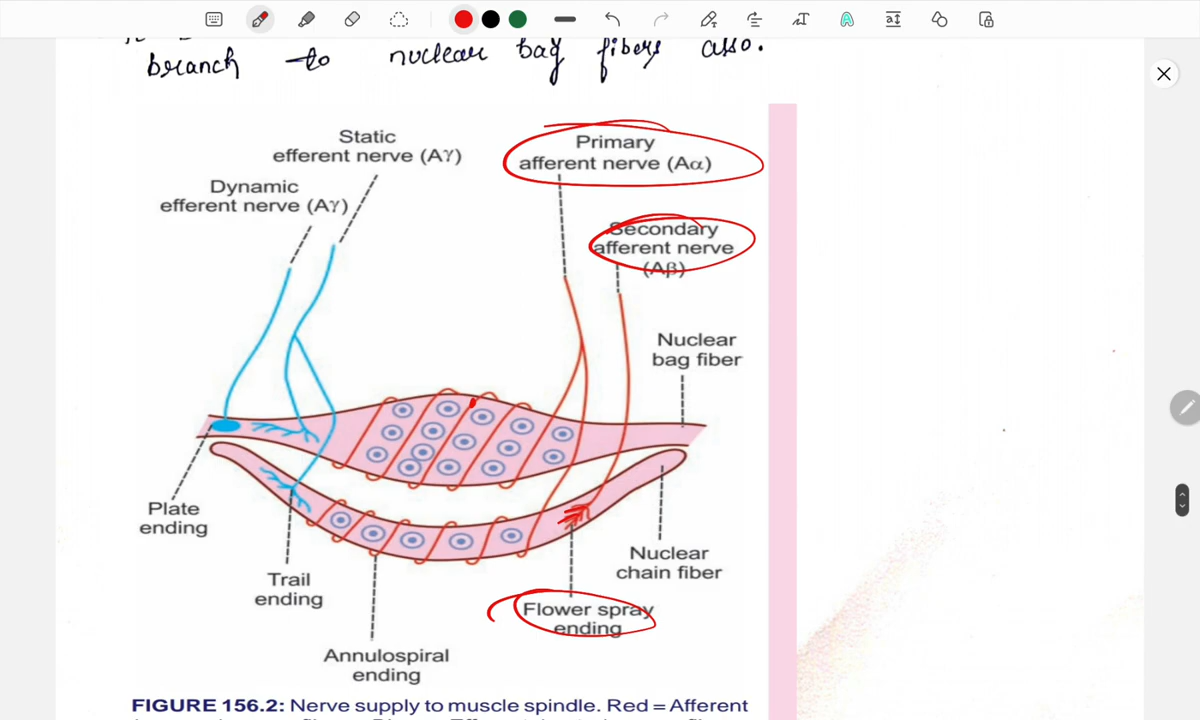 branch to nuclear bag fibers also.
Static
efferent nerve (Aγ)
Primary
afferent nerve (Aα)
Dynamic
efferent nerve (Aγ)
Secondary
afferent nerve
(Aβ)
Nuclear
bag fiber
Plate
ending
Nuclear
chain fiber
Trail
ending
Flower spray
ending
Annulospiral
ending
FIGURE 156.2: Nerve supply to muscle spindle. Red = Afferent